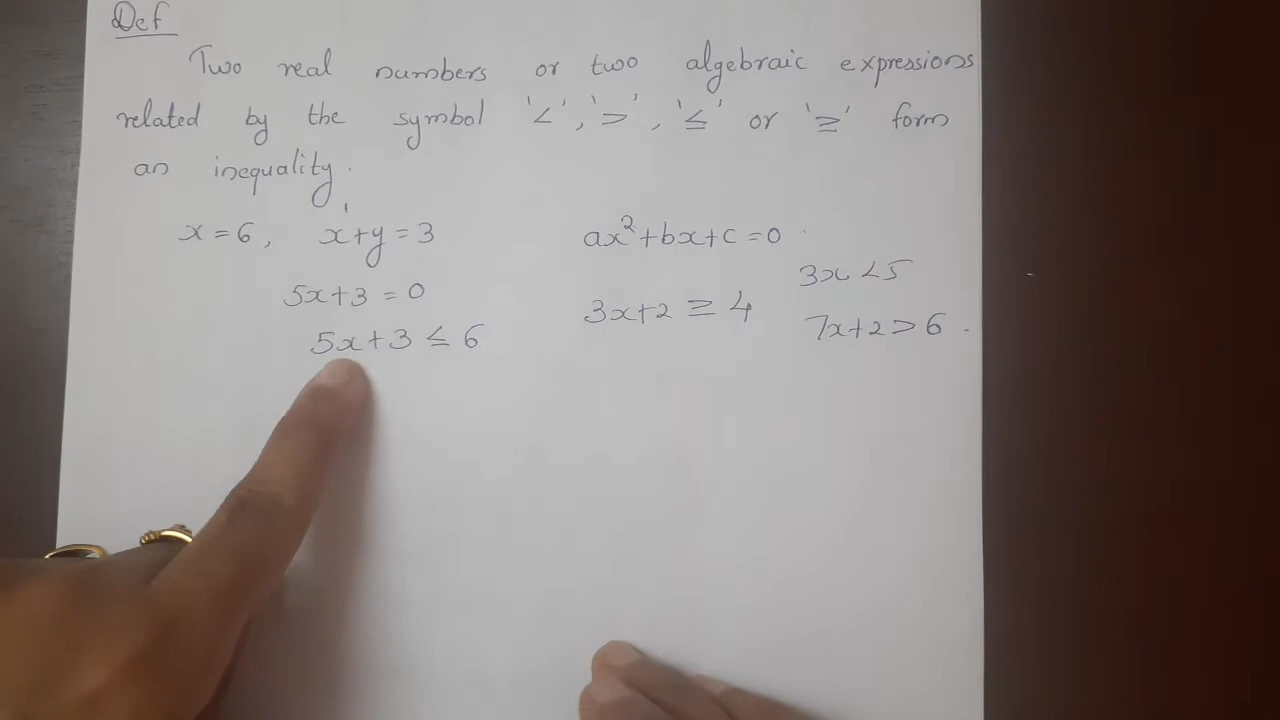 Def
Two real numbers or two algebraic expressions
related by the symbol '<', '>', '≤' or '≥' form
an inequality.
x = 6, x+y = 3 ax²+bx+c = 0
3x < 5
5x+3 = 0 3x+2 ≥ 4
5x+3 ≤ 6 7x+2 > 6.